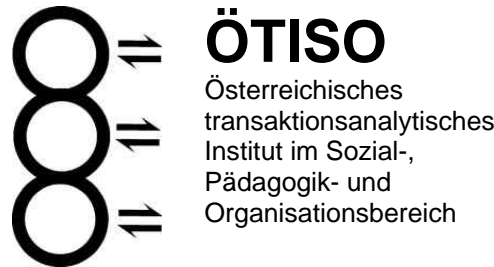 ÖTISO
Österreichisches
transaktionsanalytisches
Institut im Sozial-,
Pädagogik- und
Organisationsbereich